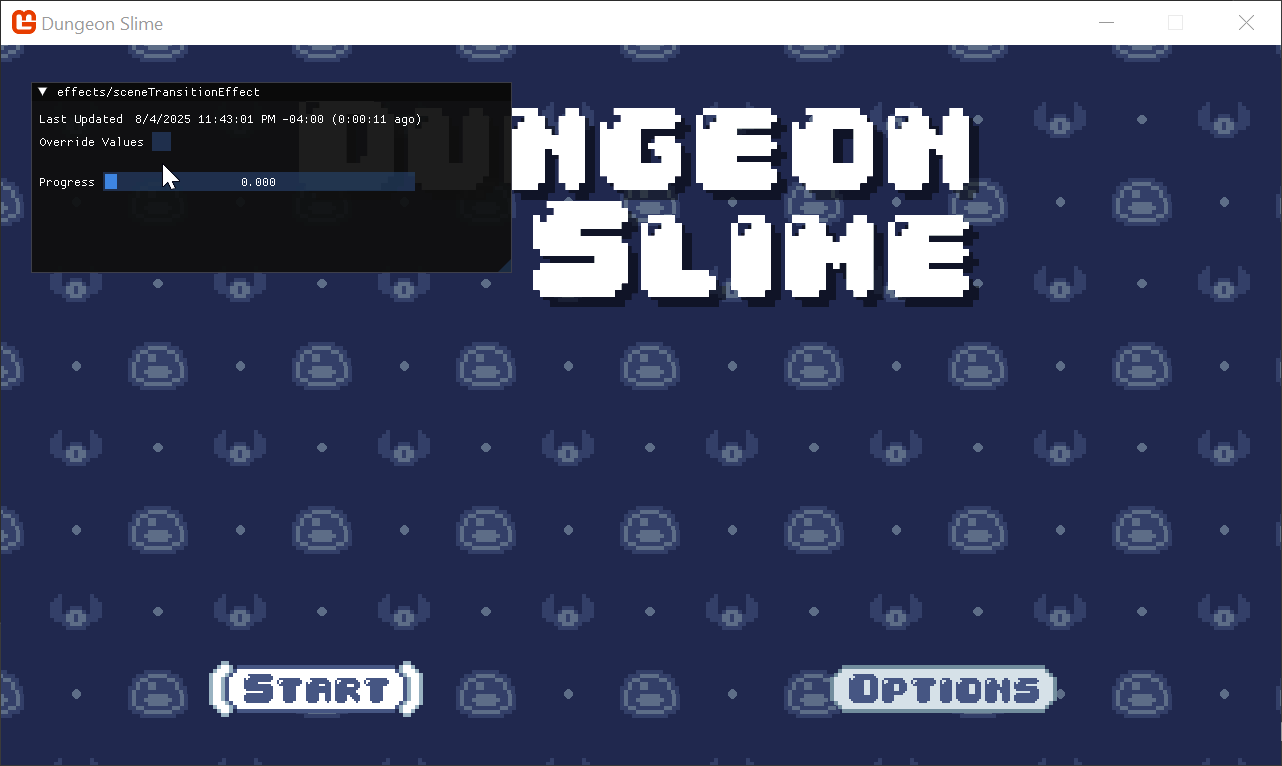 Dungeon Slime
effects/sceneTransitionEffect
Last Updated 8/4/2025 11:43:01 PM -04:00 (0:00:11 ago)
Override Values
Progress 0.000
DUNGEON
SLIME
START
OPTIONS